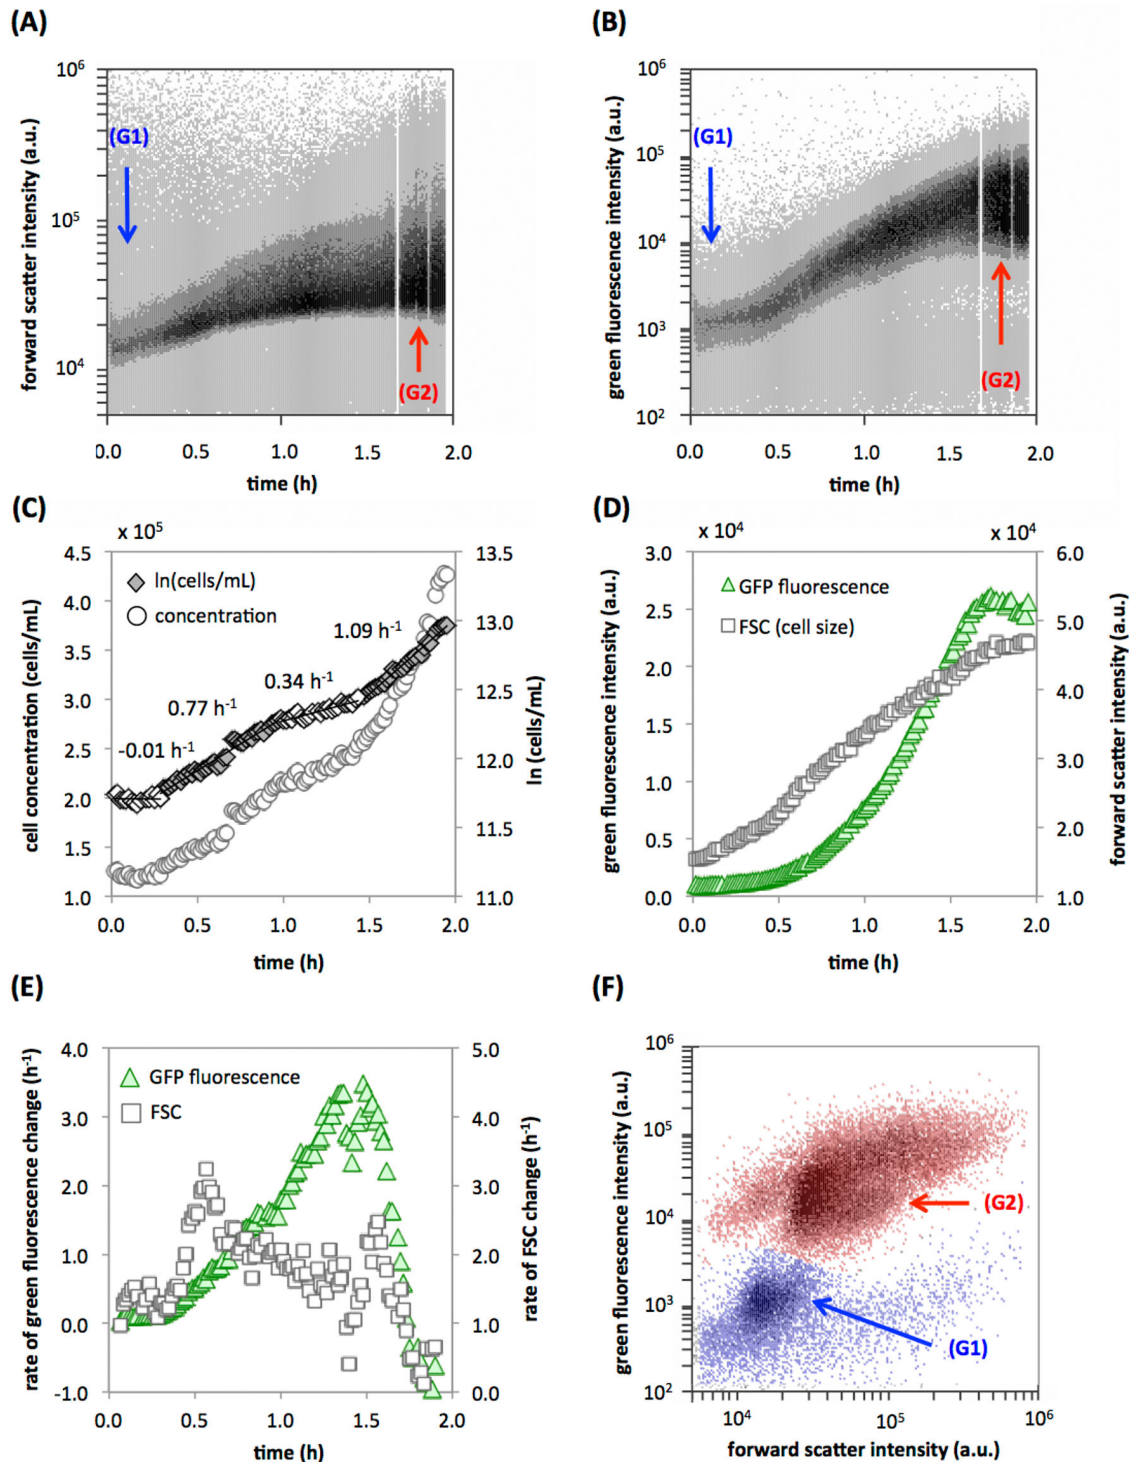 (A)
forward scatter intensity (a.u.)
10⁶
10⁵
10⁴
(G1)
(G2)
0.0 0.5 1.0 1.5 2.0
time (h)
(B)
green fluorescence intensity (a.u.)
10⁶
10⁵
10⁴
10³
10²
(G1)
(G2)
0.0 0.5 1.0 1.5 2.0
time (h)
(C)
x 10⁵
cell concentration (cells/mL)
4.5
4.0
3.5
3.0
2.5
2.0
1.5
1.0
ln(cells/mL)
concentration
-0.01 h⁻¹
0.77 h⁻¹
0.34 h⁻¹
1.09 h⁻¹
13.5
13.0
12.5
12.0
11.5
11.0
ln (cells/mL)
0.0 0.5 1.0 1.5 2.0
time (h)
(D)
x 10⁴
x 10⁴
green fluorescence intensity (a.u.)
3.0
2.5
2.0
1.5
1.0
0.5
0.0
GFP fluorescence
FSC (cell size)
6.0
5.0
4.0
3.0
2.0
1.0
forward scatter intensity (a.u.)
0.0 0.5 1.0 1.5 2.0
time (h)
(E)
rate of green fluorescence change (h⁻¹)
4.0
3.0
2.0
1.0
0.0
-1.0
GFP fluorescence
FSC
5.0
4.0
3.0
2.0
1.0
0.0
rate of FSC change (h⁻¹)
0.0 0.5 1.0 1.5 2.0
time (h)
(F)
green fluorescence intensity (a.u.)
10⁶
10⁵
10⁴
10³
10²
(G2)
(G1)
10⁴ 10⁵ 10⁶
forward scatter intensity (a.u.)